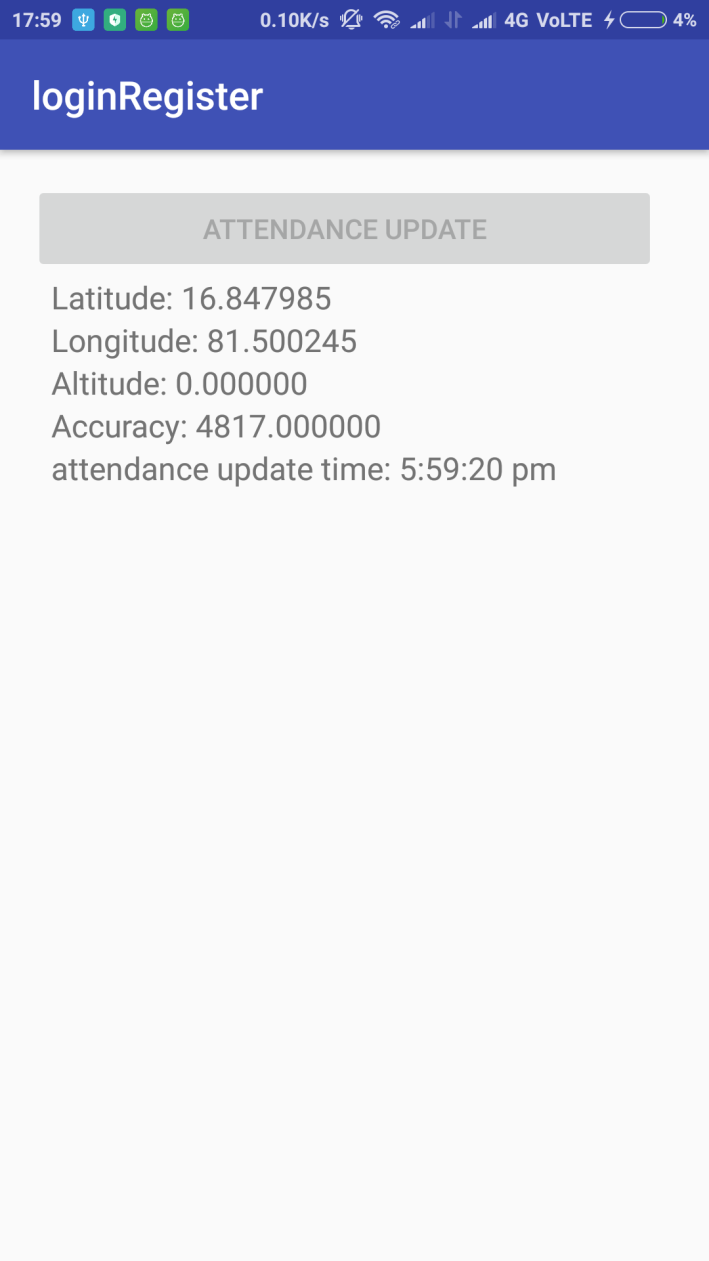 17:59 0.10K/s 4G VoLTE 4%
loginRegister
ATTENDANCE UPDATE
Latitude: 16.847985
Longitude: 81.500245
Altitude: 0.000000
Accuracy: 4817.000000
attendance update time: 5:59:20 pm